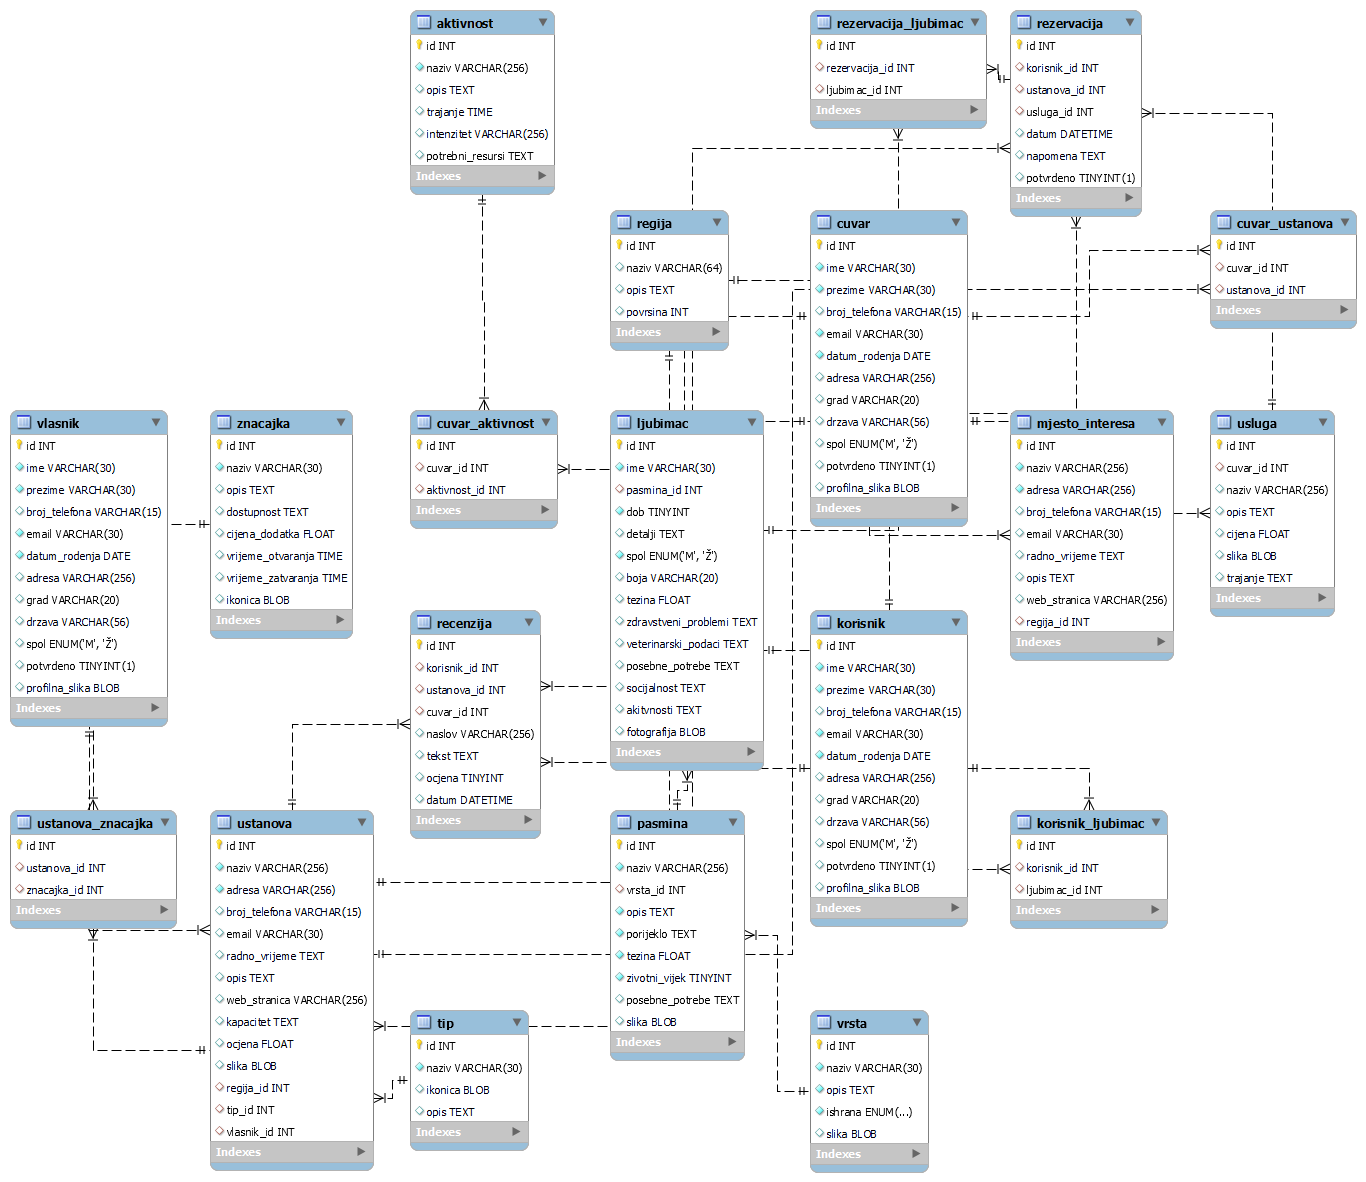 aktivnost
id INT
naziv VARCHAR(256)
opis TEXT
trajanje TIME
intenzitet VARCHAR(256)
potrebni_resursi TEXT
Indexes
rezervacija_ljubimac
id INT
rezervacija_id INT
ljubimac_id INT
Indexes
rezervacija
id INT
korisnik_id INT
ustanova_id INT
usluga_id INT
datum DATETIME
napomena TEXT
potvrdeno TINYINT(1)
Indexes
regija
id INT
naziv VARCHAR(64)
opis TEXT
povrsina INT
Indexes
cuvar
id INT
ime VARCHAR(30)
prezime VARCHAR(30)
broj_telefona VARCHAR(15)
email VARCHAR(30)
datum_rodenja DATE
adresa VARCHAR(256)
grad VARCHAR(20)
drzava VARCHAR(56)
spol ENUM('M', 'Ž')
potvrdeno TINYINT(1)
profilna_slika BLOB
Indexes
cuvar_ustanova
id INT
cuvar_id INT
ustanova_id INT
Indexes
vlasnik
id INT
ime VARCHAR(30)
prezime VARCHAR(30)
broj_telefona VARCHAR(15)
email VARCHAR(30)
datum_rodenja DATE
adresa VARCHAR(256)
grad VARCHAR(20)
drzava VARCHAR(56)
spol ENUM('M', 'Ž')
potvrdeno TINYINT(1)
profilna_slika BLOB
Indexes
znacajka
id INT
naziv VARCHAR(30)
opis TEXT
dostupnost TEXT
cijena_dodatka FLOAT
vrijeme_otvaranja TIME
vrijeme_zatvaranja TIME
ikonica BLOB
Indexes
cuvar_aktivnost
id INT
cuvar_id INT
aktivnost_id INT
Indexes
ljubimac
id INT
ime VARCHAR(30)
pasmina_id INT
dob TINYINT
detalji TEXT
spol ENUM('M', 'Ž')
boja VARCHAR(20)
tezina FLOAT
zdravstveni_problemi TEXT
veterinarski_podaci TEXT
posebne_potrebe TEXT
socijalnost TEXT
akitvnosti TEXT
fotografija BLOB
Indexes
mjesto_interesa
id INT
naziv VARCHAR(256)
adresa VARCHAR(256)
broj_telefona VARCHAR(15)
email VARCHAR(30)
radno_vrijeme TEXT
opis TEXT
web_stranica VARCHAR(256)
regija_id INT
Indexes
usluga
id INT
cuvar_id INT
naziv VARCHAR(256)
opis TEXT
cijena FLOAT
slika BLOB
trajanje TEXT
Indexes
recenzija
id INT
korisnik_id INT
ustanova_id INT
cuvar_id INT
naslov VARCHAR(256)
tekst TEXT
ocjena TINYINT
datum DATETIME
Indexes
korisnik
id INT
ime VARCHAR(30)
prezime VARCHAR(30)
broj_telefona VARCHAR(15)
email VARCHAR(30)
datum_rodenja DATE
adresa VARCHAR(256)
grad VARCHAR(20)
drzava VARCHAR(56)
spol ENUM('M', 'Ž')
potvrdeno TINYINT(1)
profilna_slika BLOB
Indexes
ustanova_znacajka
id INT
ustanova_id INT
znacajka_id INT
Indexes
ustanova
id INT
naziv VARCHAR(256)
adresa VARCHAR(256)
broj_telefona VARCHAR(15)
email VARCHAR(30)
radno_vrijeme TEXT
opis TEXT
web_stranica VARCHAR(256)
kapacitet TEXT
ocjena FLOAT
slika BLOB
regija_id INT
tip_id INT
vlasnik_id INT
Indexes
pasmina
id INT
naziv VARCHAR(256)
vrsta_id INT
opis TEXT
porijeklo TEXT
tezina FLOAT
zivotni_vijek TINYINT
posebne_potrebe TEXT
slika BLOB
Indexes
korisnik_ljubimac
id INT
korisnik_id INT
ljubimac_id INT
Indexes
tip
id INT
naziv VARCHAR(30)
ikonica BLOB
opis TEXT
Indexes
vrsta
id INT
naziv VARCHAR(30)
opis TEXT
ishrana ENUM(...)
slika BLOB
Indexes